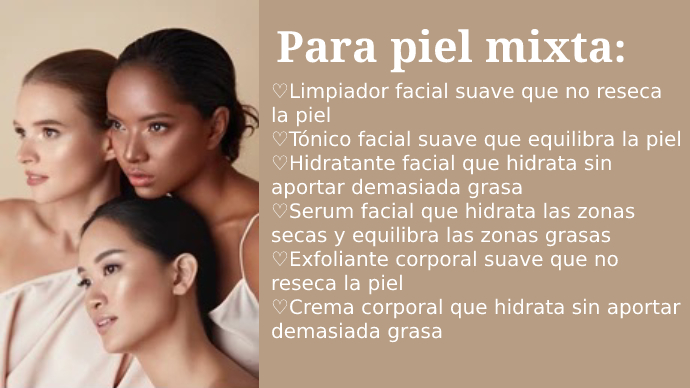 Para piel mixta:
♡Limpiador facial suave que no reseca
la piel
♡Tónico facial suave que equilibra la piel
♡Hidratante facial que hidrata sin
aportar demasiada grasa
♡Serum facial que hidrata las zonas
secas y equilibra las zonas grasas
♡Exfoliante corporal suave que no
reseca la piel
♡Crema corporal que hidrata sin aportar
demasiada grasa